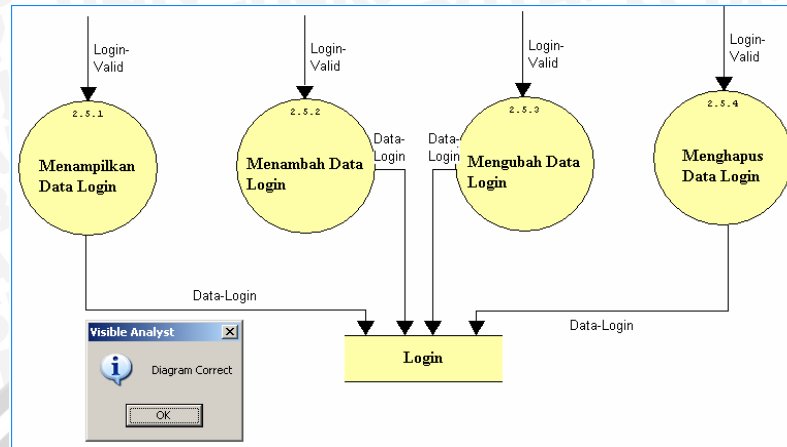 Login-
Valid
Login-
Valid
Login-
Valid
Login-
Valid
2.5.1
Menampilkan
Data Login
2.5.2
Menambah Data
Login
Data-
Login
Data-
Login
2.5.3
Mengubah Data
Login
2.5.4
Menghapus
Data Login
Data-Login
Data-Login
Login
Visible Analyst
Diagram Correct
OK